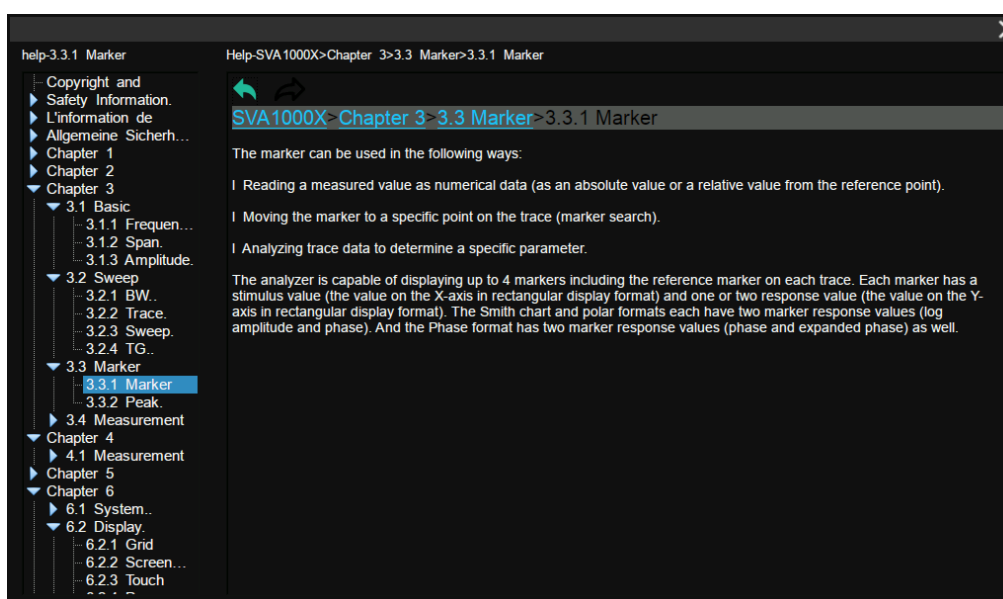 help-3.3.1 Marker
Help-SVA1000X>Chapter 3>3.3 Marker>3.3.1 Marker
Copyright and
Safety Information.
L'information de
Allgemeine Sicherh...
Chapter 1
Chapter 2
Chapter 3
3.1 Basic
3.1.1 Frequen...
3.1.2 Span.
3.1.3 Amplitude.
3.2 Sweep
3.2.1 BW..
3.2.2 Trace.
3.2.3 Sweep.
3.2.4 TG..
3.3 Marker
3.3.1 Marker
3.3.2 Peak.
3.4 Measurement
Chapter 4
4.1 Measurement
Chapter 5
Chapter 6
6.1 System..
6.2 Display.
6.2.1 Grid
6.2.2 Screen...
6.2.3 Touch
SVA1000X>Chapter 3>3.3 Marker>3.3.1 Marker
The marker can be used in the following ways:
l Reading a measured value as numerical data (as an absolute value or a relative value from the reference point).
l Moving the marker to a specific point on the trace (marker search).
l Analyzing trace data to determine a specific parameter.
The analyzer is capable of displaying up to 4 markers including the reference marker on each trace. Each marker has a
stimulus value (the value on the X-axis in rectangular display format) and one or two response value (the value on the Y-
axis in rectangular display format). The Smith chart and polar formats each have two marker response values (log
amplitude and phase). And the Phase format has two marker response values (phase and expanded phase) as well.